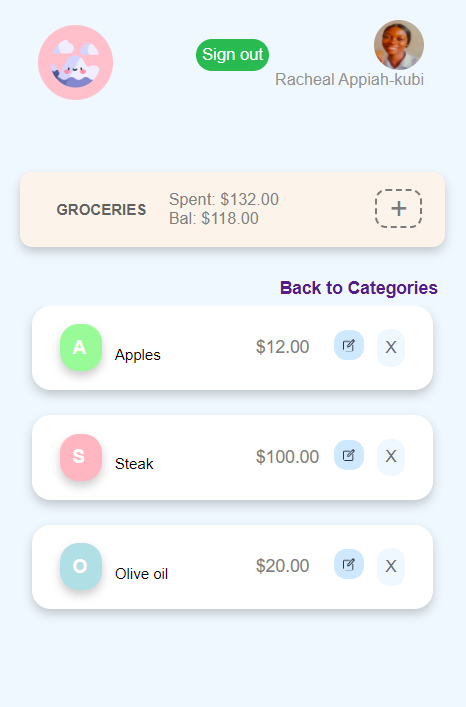 Sign out
Racheal Appiah-kubi
GROCERIES
Spent: $132.00
Bal: $118.00
+
Back to Categories
A
Apples
$12.00
X
S
Steak
$100.00
X
O
Olive oil
$20.00
X